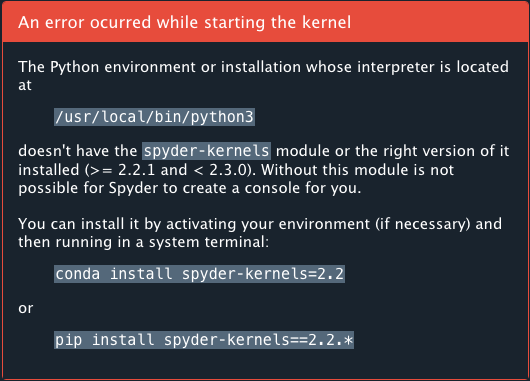 An error ocurred while starting the kernel
The Python environment or installation whose interpreter is located
at
/usr/local/bin/python3
doesn't have the spyder-kernels module or the right version of it
installed (>= 2.2.1 and < 2.3.0). Without this module is not
possible for Spyder to create a console for you.
You can install it by activating your environment (if necessary) and
then running in a system terminal:
conda install spyder-kernels=2.2
or
pip install spyder-kernels==2.2.*